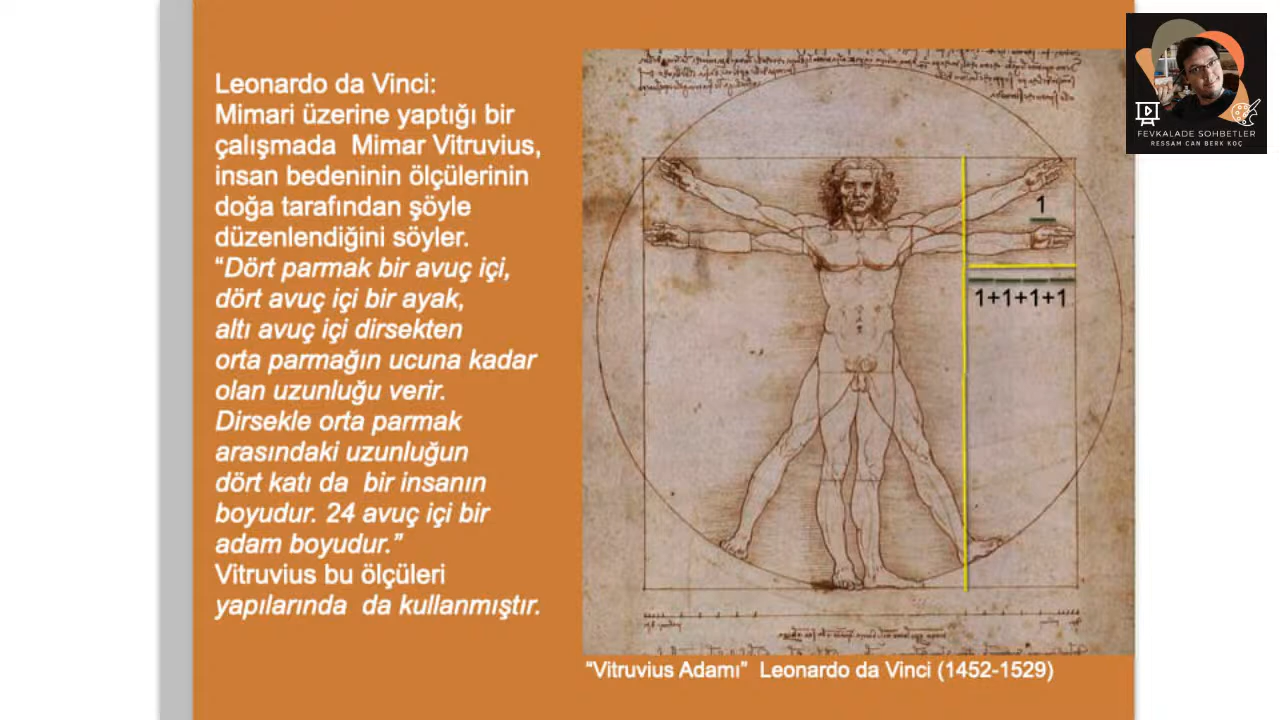 Leonardo da Vinci:
Mimari üzerine yaptığı bir
çalışmada Mimar Vitruvius,
insan bedeninin ölçülerinin
doğa tarafından şöyle
düzenlendiğini söyler.
“Dört parmak bir avuç içi,
dört avuç içi bir ayak,
altı avuç içi dirsekten
orta parmağın ucuna kadar
olan uzunluğu verir.
Dirsekle orta parmak
arasındaki uzunluğun
dört katı da bir insanın
boyudur. 24 avuç içi bir
adam boyudur.”
Vitruvius bu ölçüleri
yapılarında da kullanmıştır.
1
1+1+1+1
“Vitruvius Adamı” Leonardo da Vinci (1452-1529)
FEVKALADE SOHBETLER
RESSAM CAN BERK KOÇ